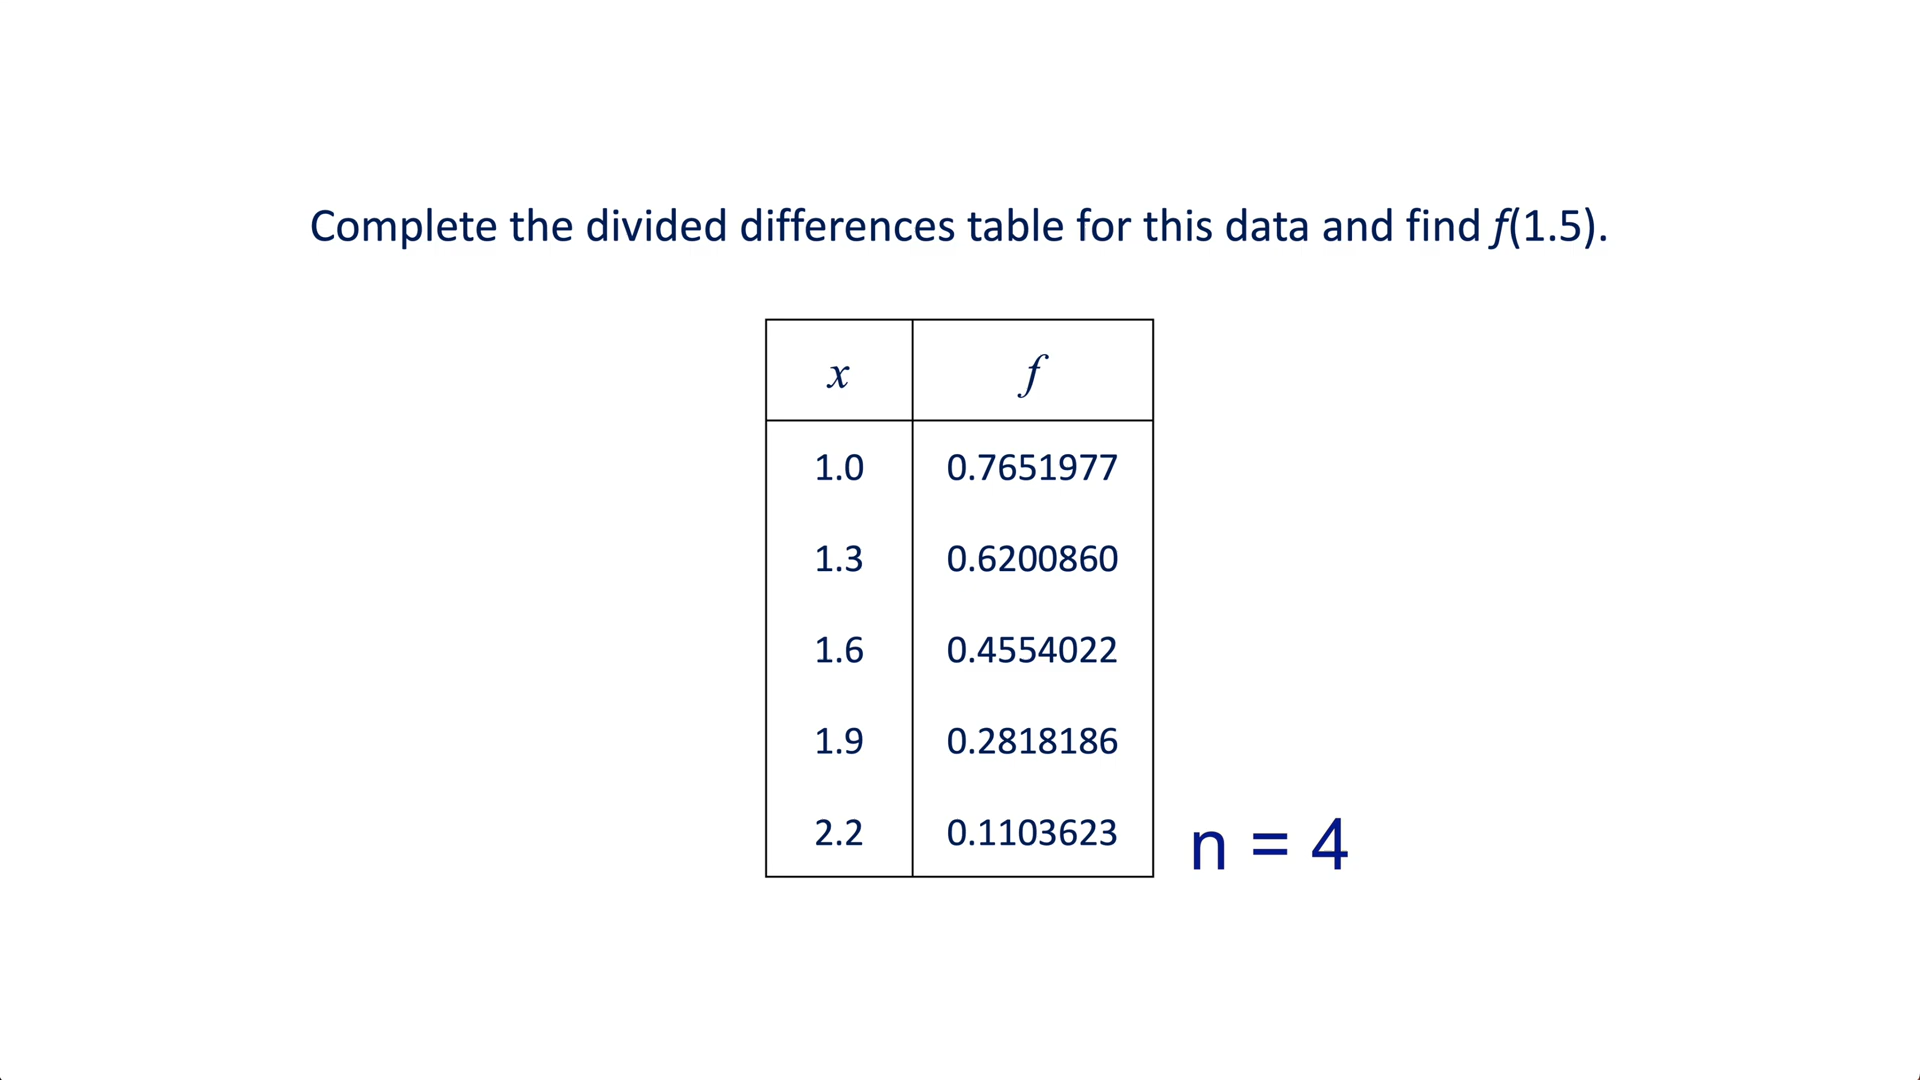 Complete the divided differences table for this data and find f(1.5).
x f
1.0 0.7651977
1.3 0.6200860
1.6 0.4554022
1.9 0.2818186
2.2 0.1103623
n = 4